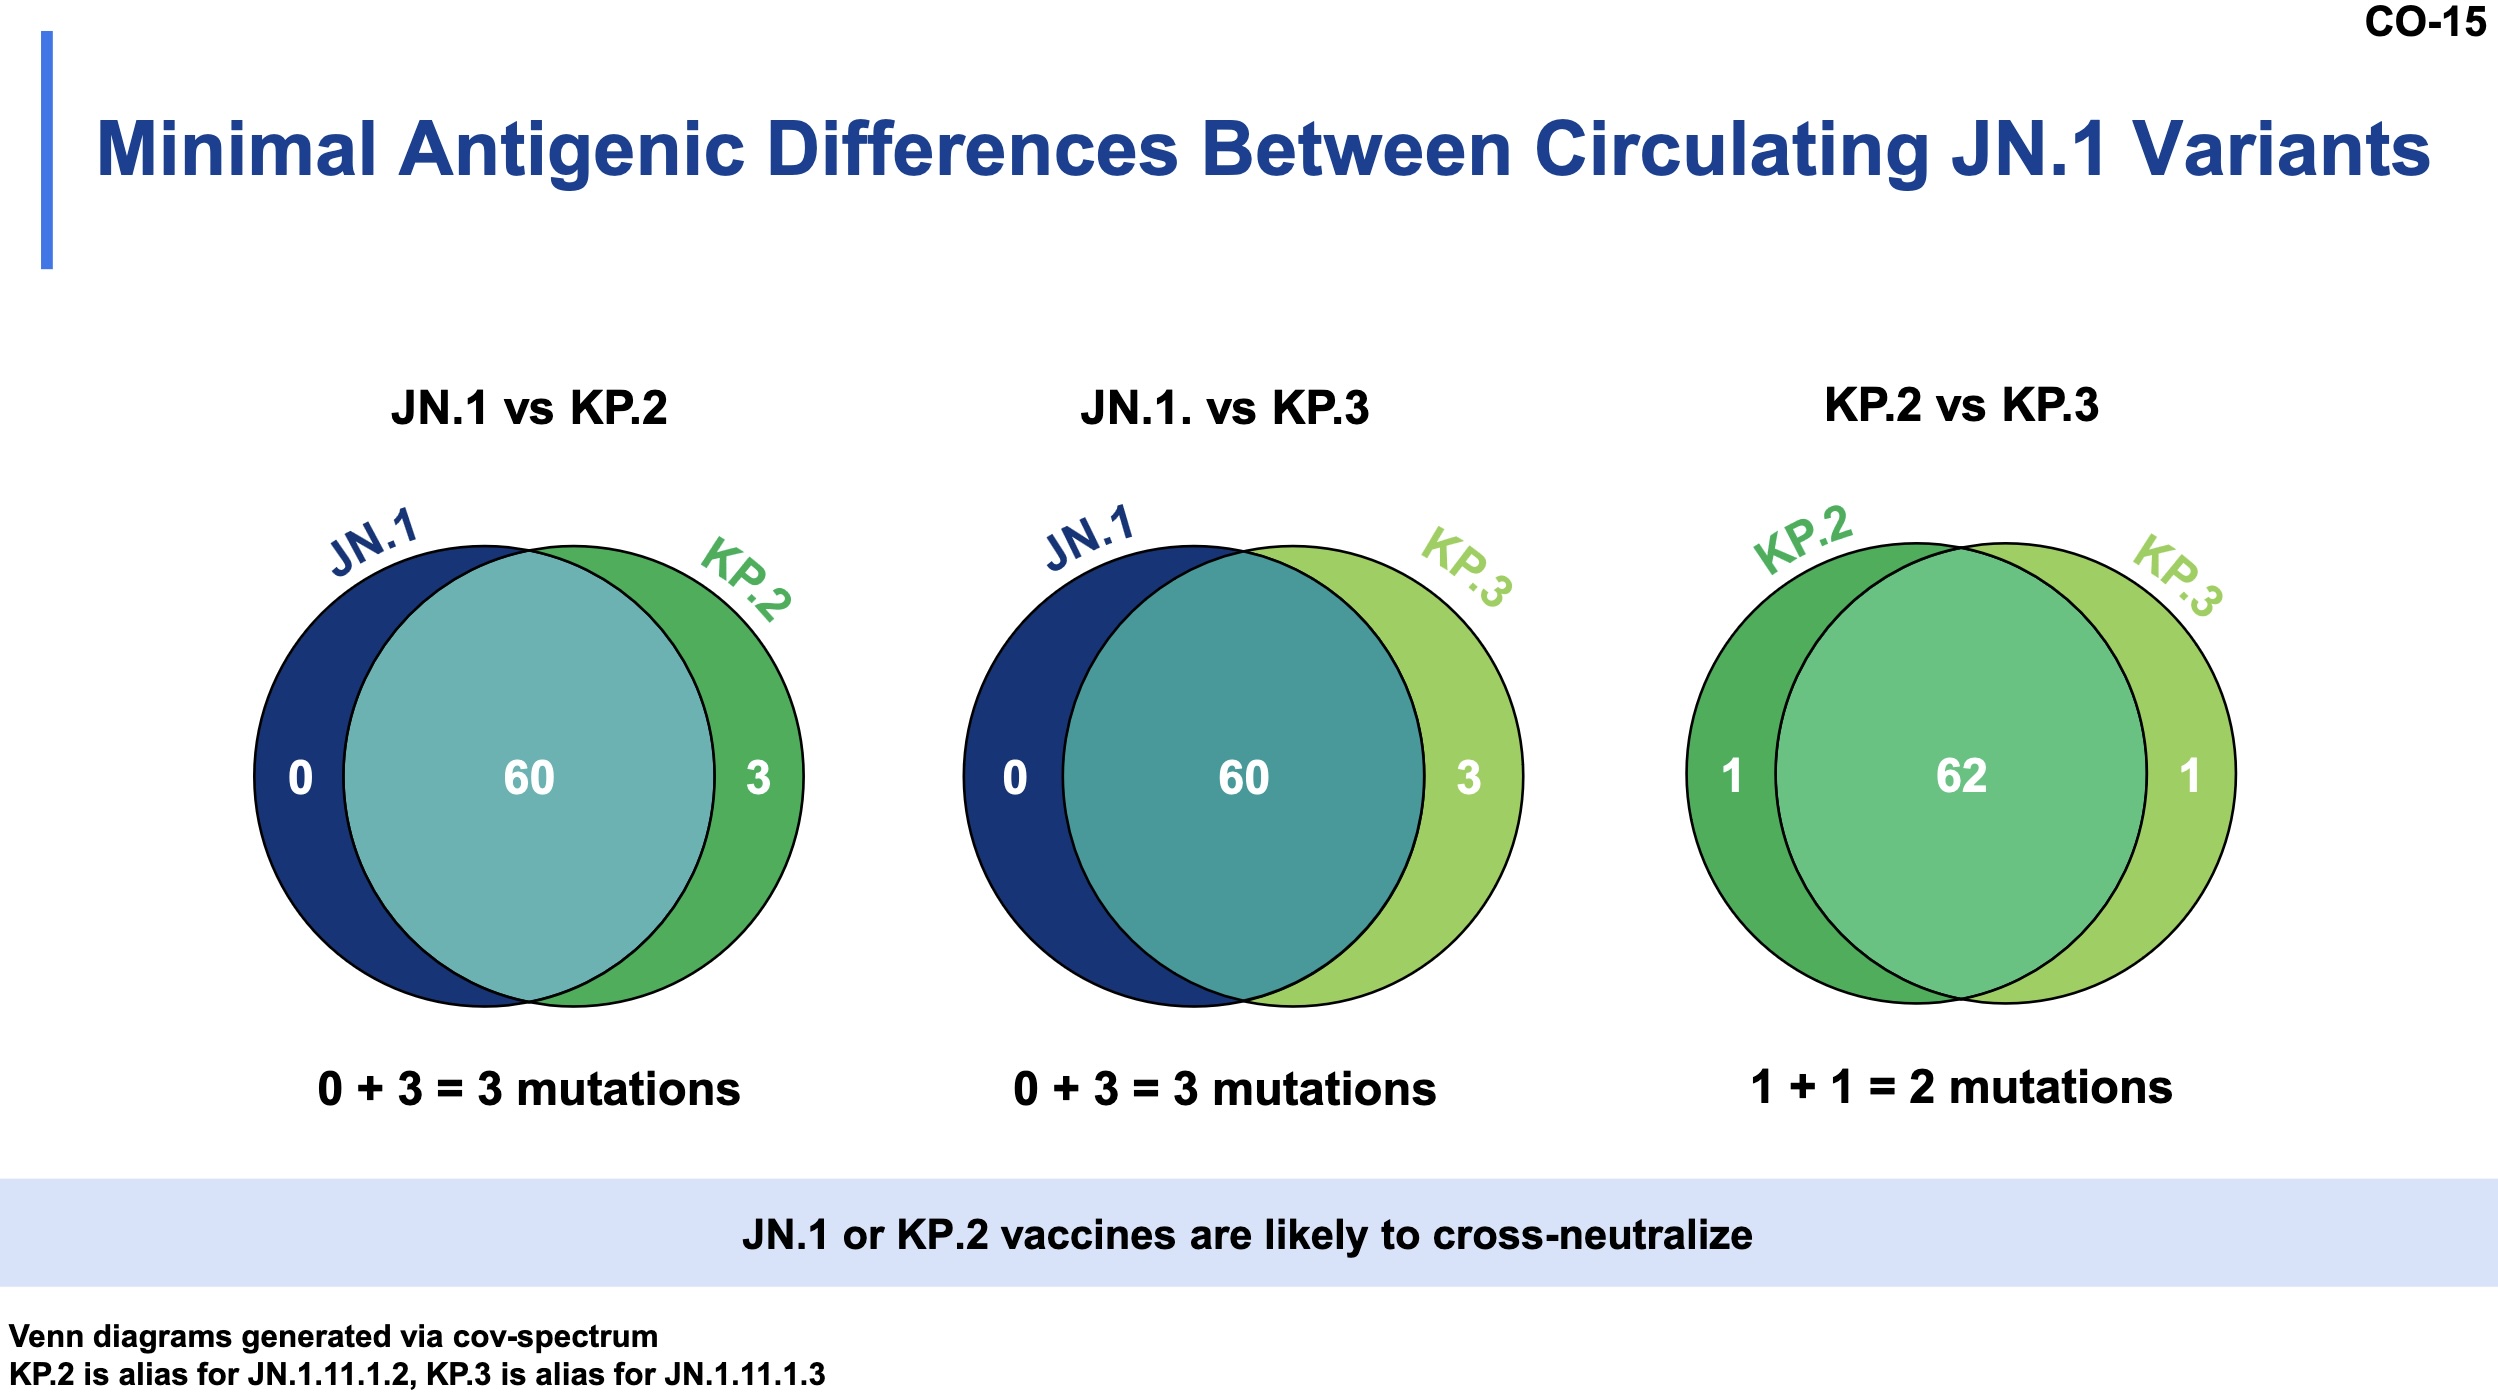 CO-15
Minimal Antigenic Differences Between Circulating JN.1 Variants
JN.1 vs KP.2
JN.1
KP.2
0
60
3
0 + 3 = 3 mutations
JN.1. vs KP.3
JN.1
KP.3
0
60
3
0 + 3 = 3 mutations
KP.2 vs KP.3
KP.2
KP.3
1
62
1
1 + 1 = 2 mutations
JN.1 or KP.2 vaccines are likely to cross-neutralize
Venn diagrams generated via cov-spectrum
KP.2 is alias for JN.1.11.1.2, KP.3 is alias for JN.1.11.1.3